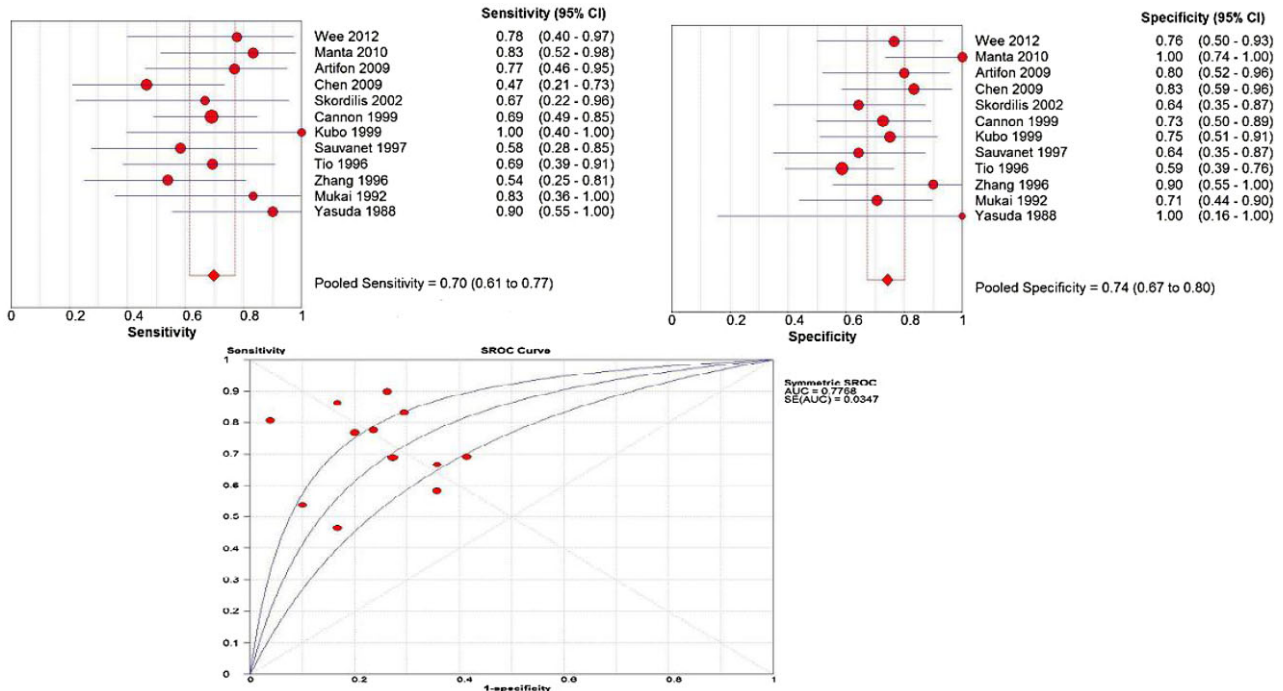 Sensitivity (95% CI)
Wee 2012 0.78 (0.40 - 0.97)
Manta 2010 0.83 (0.52 - 0.98)
Artifon 2009 0.77 (0.46 - 0.95)
Chen 2009 0.47 (0.21 - 0.73)
Skordilis 2002 0.67 (0.22 - 0.96)
Cannon 1999 0.69 (0.49 - 0.85)
Kubo 1999 1.00 (0.40 - 1.00)
Sauvanet 1997 0.58 (0.28 - 0.85)
Tio 1996 0.69 (0.39 - 0.91)
Zhang 1996 0.54 (0.25 - 0.81)
Mukai 1992 0.83 (0.36 - 1.00)
Yasuda 1988 0.90 (0.55 - 1.00)
Pooled Sensitivity = 0.70 (0.61 to 0.77)
0 0.2 0.4 0.6 0.8 1
Sensitivity
Specificity (95% CI)
Wee 2012 0.76 (0.50 - 0.93)
Manta 2010 1.00 (0.74 - 1.00)
Artifon 2009 0.80 (0.52 - 0.96)
Chen 2009 0.83 (0.59 - 0.96)
Skordilis 2002 0.64 (0.35 - 0.87)
Cannon 1999 0.73 (0.50 - 0.89)
Kubo 1999 0.75 (0.51 - 0.91)
Sauvanet 1997 0.64 (0.35 - 0.87)
Tio 1996 0.59 (0.39 - 0.76)
Zhang 1996 0.90 (0.55 - 1.00)
Mukai 1992 0.71 (0.44 - 0.90)
Yasuda 1988 1.00 (0.16 - 1.00)
Pooled Specificity = 0.74 (0.67 to 0.80)
0 0.2 0.4 0.6 0.8 1
Specificity
Sensitivity SROC Curve
1
0.9
0.8
0.7
0.6
0.5
0.4
0.3
0.2
0.1
0
0 0.2 0.4 0.6 0.8 1
1-specificity
Symmetric SROC
AUC = 0.7768
SE(AUC) = 0.0347